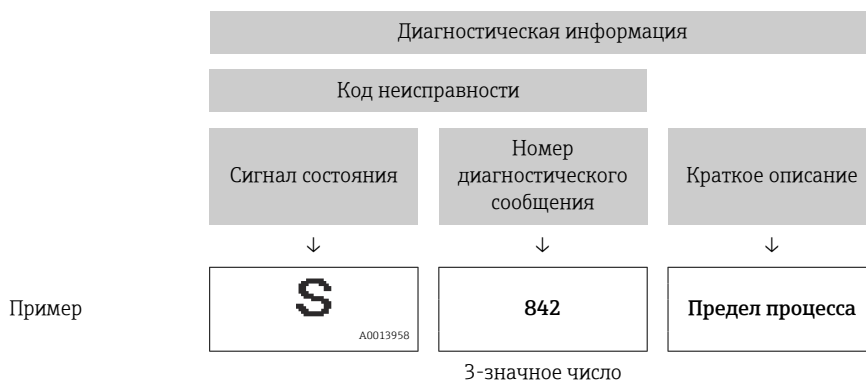 Диагностическая информация
Код неисправности
Сигнал состояния
Номер
диагностического
сообщения
Краткое описание
↓ ↓ ↓
Пример
S
A0013958
842
Предел процесса
3-значное число